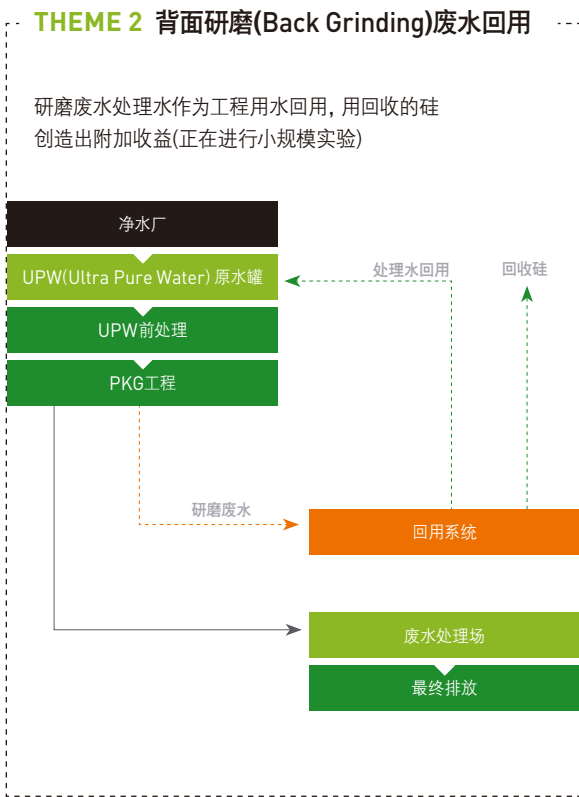 THEME 2 背面研磨(Back Grinding)废水回用
研磨废水处理水作为工程用水回用, 用回收的硅
创造出附加收益(正在进行小规模实验)
净水厂
UPW(Ultra Pure Water) 原水罐
处理水回用
回收硅
UPW前处理
PKG工程
研磨废水
回用系统
废水处理场
最终排放